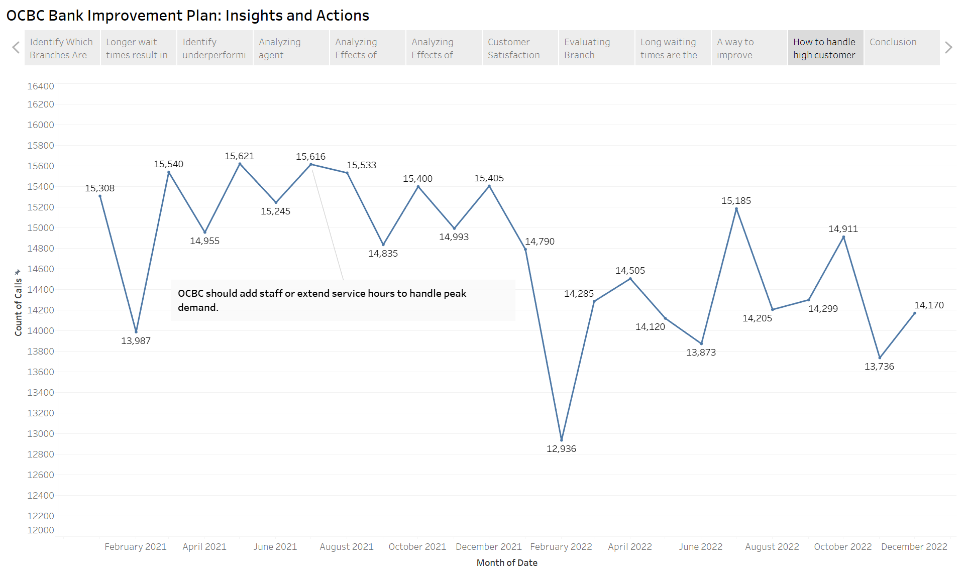 OCBC Bank Improvement Plan: Insights and Actions
Identify Which
Branches Are
Longer wait
times result in
Identify
underperformi
Analyzing
agent
Analyzing
Effects of
Analyzing
Effects of
Customer
Satisfaction
Evaluating
Branch
Long waiting
times are the
A way to
improve
How to handle
high customer
Conclusion
16400
16200
16000
15800
15600
15400
15200
15000
14800
14600
14400
14200
14000
13800
13600
13400
13200
13000
12800
12600
12400
12200
12000
Count of Calls
15,308
13,987
15,540
14,955
15,621
15,245
15,616
15,533
14,835
15,400
14,993
15,405
14,790
12,936
14,285
14,505
14,120
13,873
15,185
14,205
14,299
14,911
13,736
14,170
OCBC should add staff or extend service hours to handle peak
demand.
February 2021
April 2021
June 2021
August 2021
October 2021
December 2021
February 2022
April 2022
June 2022
August 2022
October 2022
December 2022
Month of Date